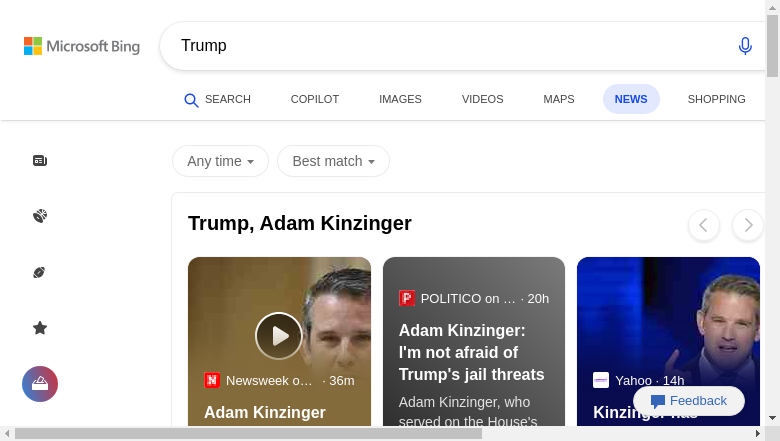 Microsoft Bing
Trump
SEARCH
COPILOT
IMAGES
VIDEOS
MAPS
NEWS
SHOPPING
Any time
Best match
Trump, Adam Kinzinger
Newsweek o… · 36m
Adam Kinzinger
POLITICO on … · 20h
Adam Kinzinger:
I'm not afraid of
Trump's jail threats
Adam Kinzinger, who
served on the House's
Yahoo · 14h
Kinzinger has
Feedback